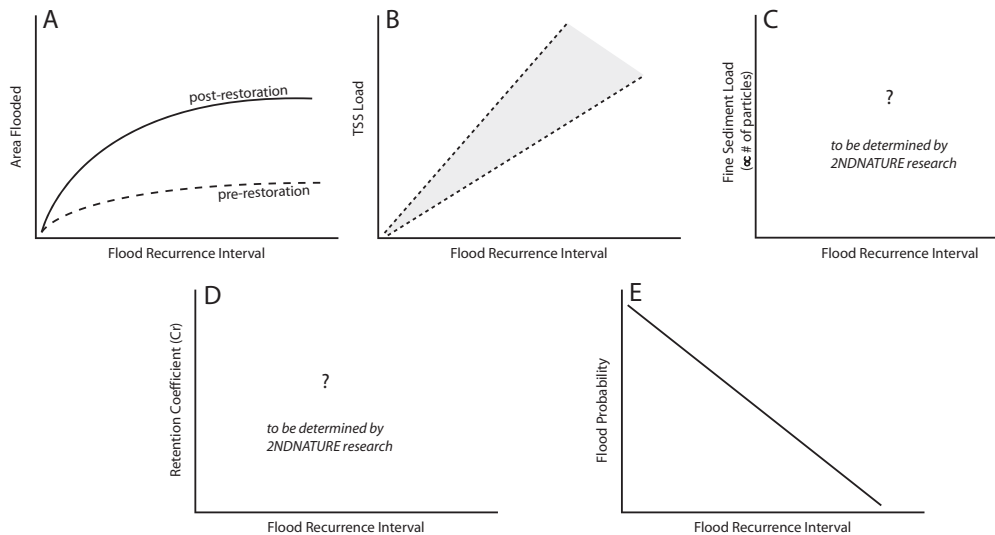 A
Area Flooded
post-restoration
pre-restoration
Flood Recurrence Interval
B
TSS Load
Flood Recurrence Interval
C
Fine Sediment Load
(∝ # of particles)
?
to be determined by
2NDNATURE research
Flood Recurrence Interval
D
Retention Coefficient (Cr)
?
to be determined by
2NDNATURE research
Flood Recurrence Interval
E
Flood Probability
Flood Recurrence Interval